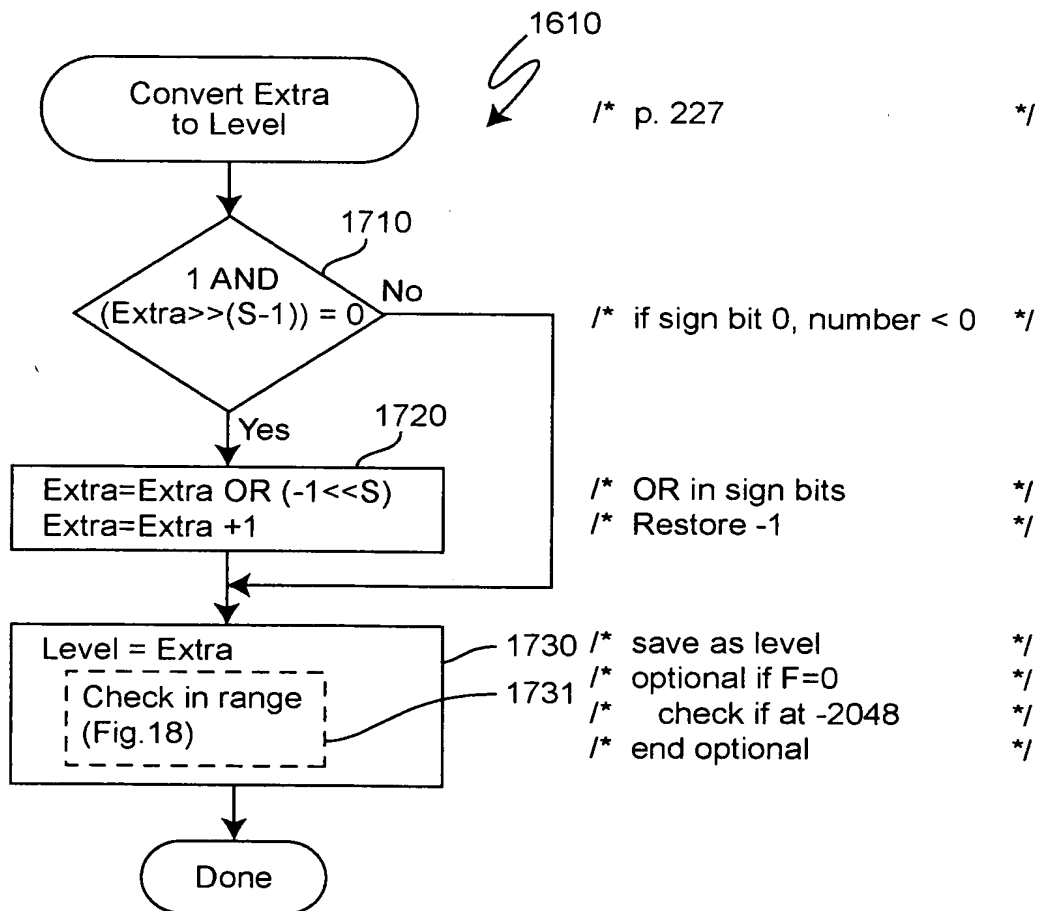 1610
Convert Extra
to Level
/* p. 227 */
1710
1 AND
(Extra>>(S-1)) = 0
No
/* if sign bit 0, number < 0 */
Yes
1720
Extra=Extra OR (-1<<S)
Extra=Extra +1
/* OR in sign bits */
/* Restore -1 */
Level = Extra
1730
/* save as level */
Check in range
(Fig.18)
1731
/* optional if F=0 */
/* check if at -2048 */
/* end optional */
Done